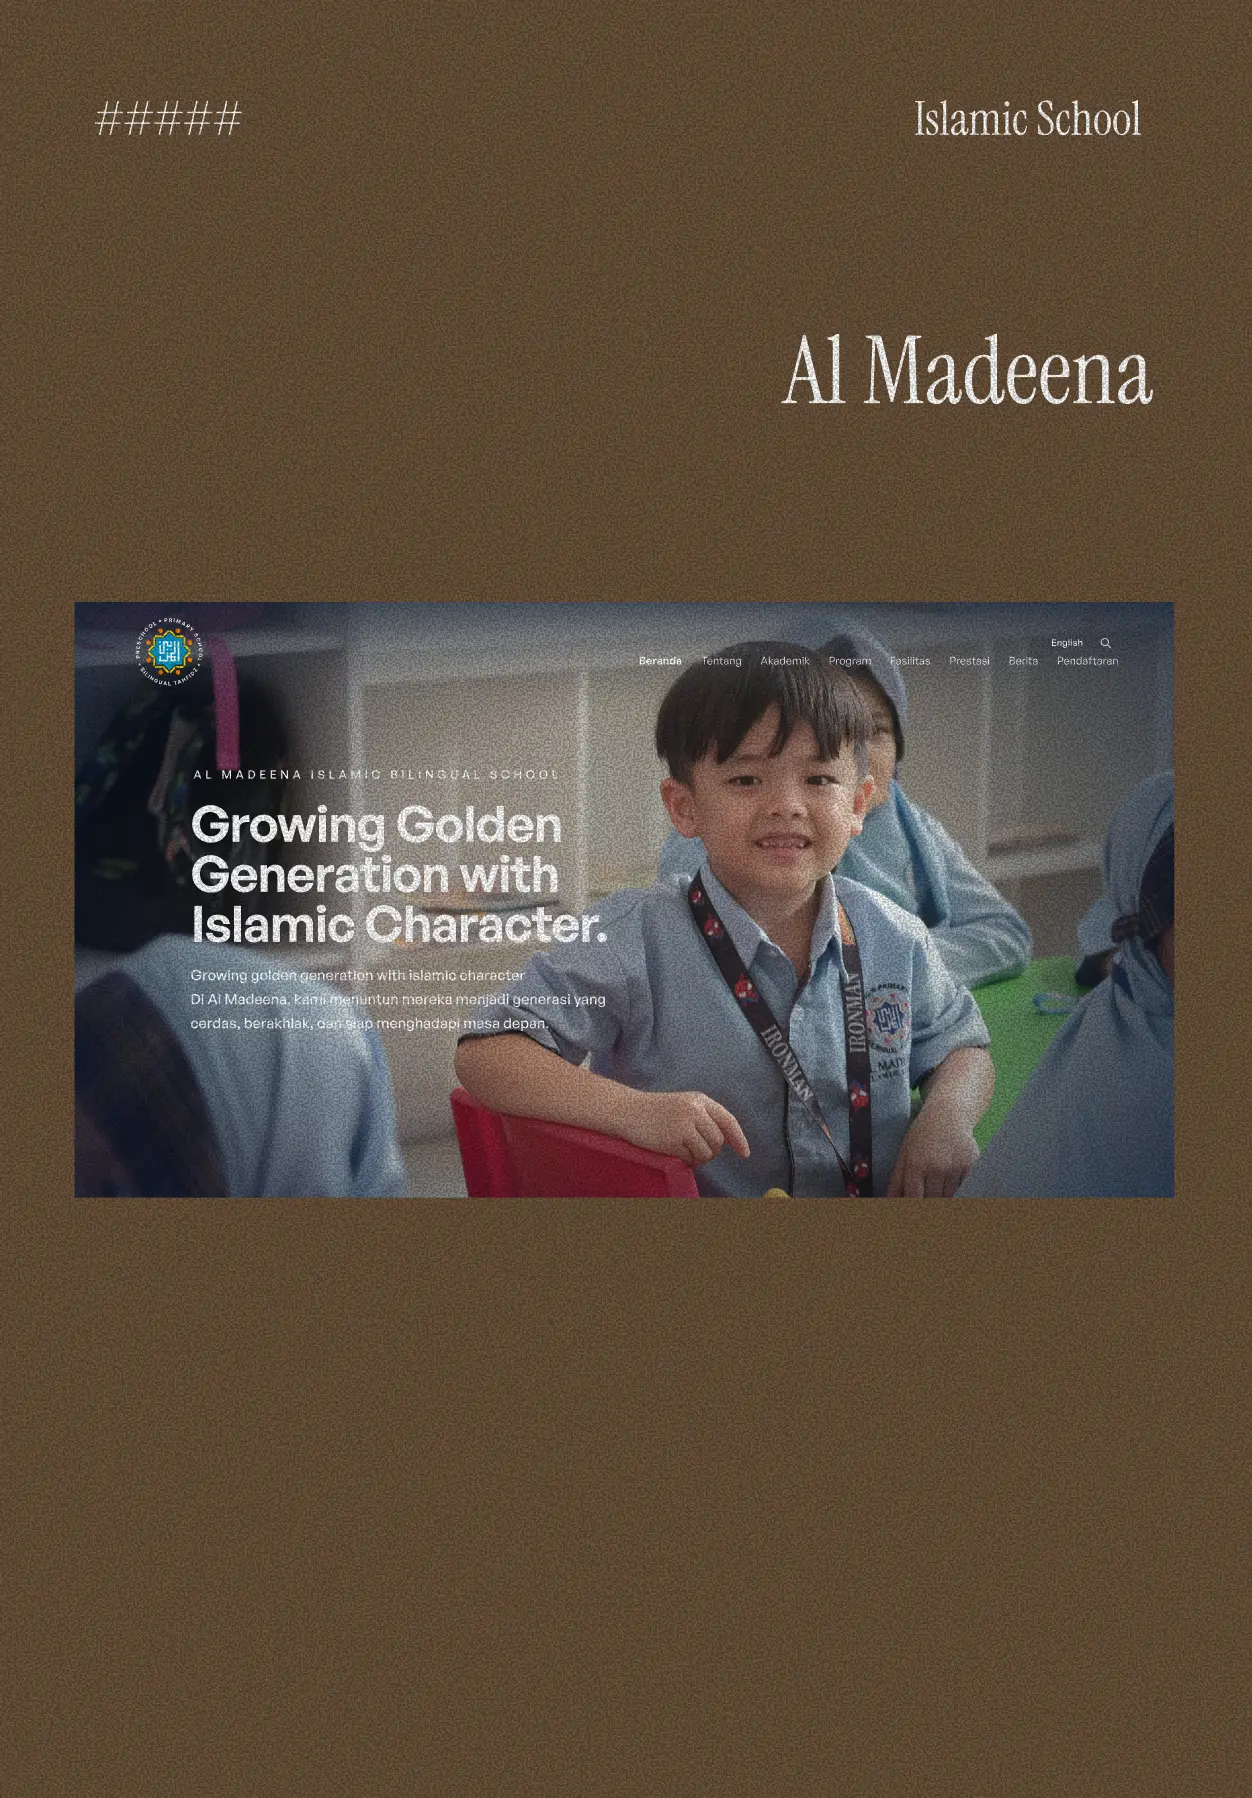 ##### Islamic School
Al Madeena
PRESCHOOL • PRIMARY SCHOOL • BILINGUAL TAHFIDZ •
English
Beranda Tentang Akademik Program Fasilitas Prestasi Berita Pendaftaran
AL MADEENA ISLAMIC BILINGUAL SCHOOL
Growing Golden
Generation with
Islamic Character.
Growing golden generation with islamic character
Di Al Madeena, kami menuntun mereka menjadi generasi yang
cerdas, berakhlak, dan siap menghadapi masa depan.
IRONMAN
IRONMAN